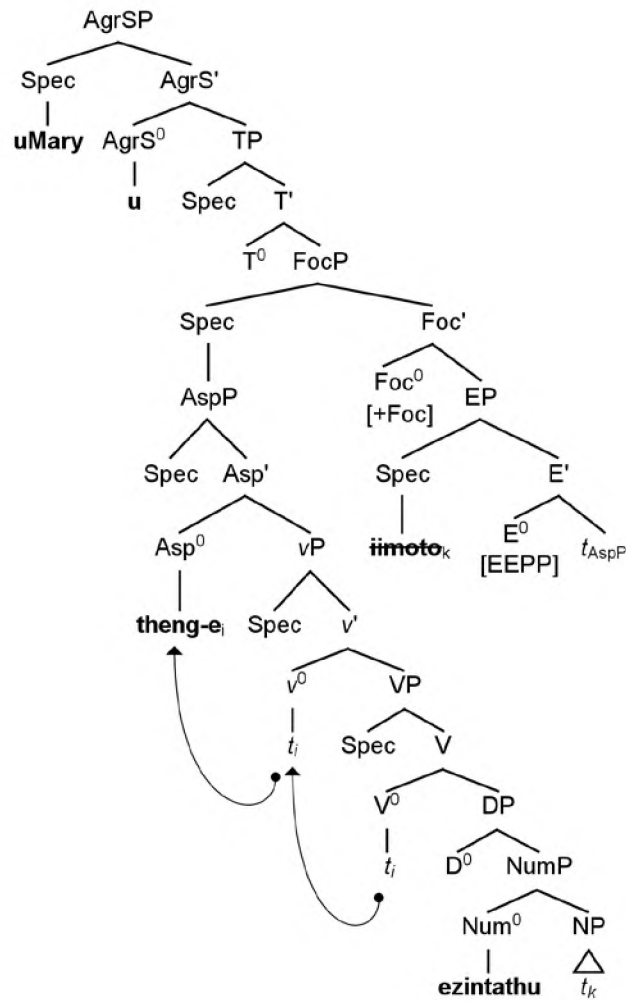 AgrSP
Spec AgrS'
uMary AgrS⁰ TP
u Spec T'
T⁰ FocP
Spec Foc'
AspP Foc⁰ EP
[+Foc]
Spec Asp' Spec E'
Asp⁰ vP iimotoₖ E⁰ t_AspP
[EEPP]
theng-eᵢ Spec v'
v⁰ VP
tᵢ Spec V
V⁰ DP
tᵢ D⁰ NumP
Num⁰ NP
ezintathu tₖ